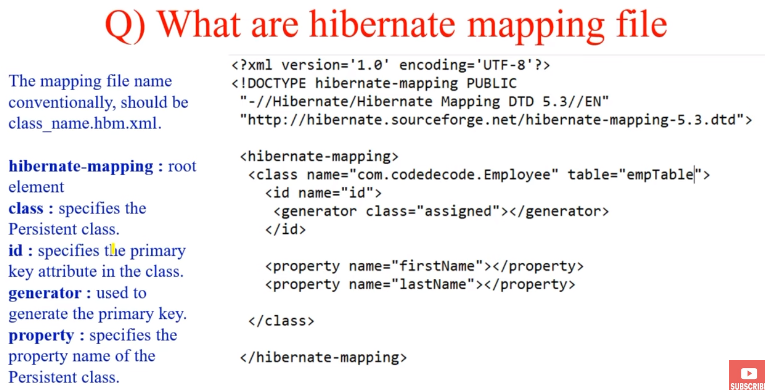 Q) What are hibernate mapping file
The mapping file name
conventionally, should be
class_name.hbm.xml.
hibernate-mapping : root
element
class : specifies the
Persistent class.
id : specifies the primary
key attribute in the class.
generator : used to
generate the primary key.
property : specifies the
property name of the
Persistent class.
<?xml version='1.0' encoding='UTF-8'?>
<!DOCTYPE hibernate-mapping PUBLIC
"-//Hibernate/Hibernate Mapping DTD 5.3//EN"
"http://hibernate.sourceforge.net/hibernate-mapping-5.3.dtd">
<hibernate-mapping>
<class name="com.codedecode.Employee" table="empTable">
<id name="id">
<generator class="assigned"></generator>
</id>
<property name="firstName"></property>
<property name="lastName"></property>
</class>
</hibernate-mapping>
SUBSCRIB